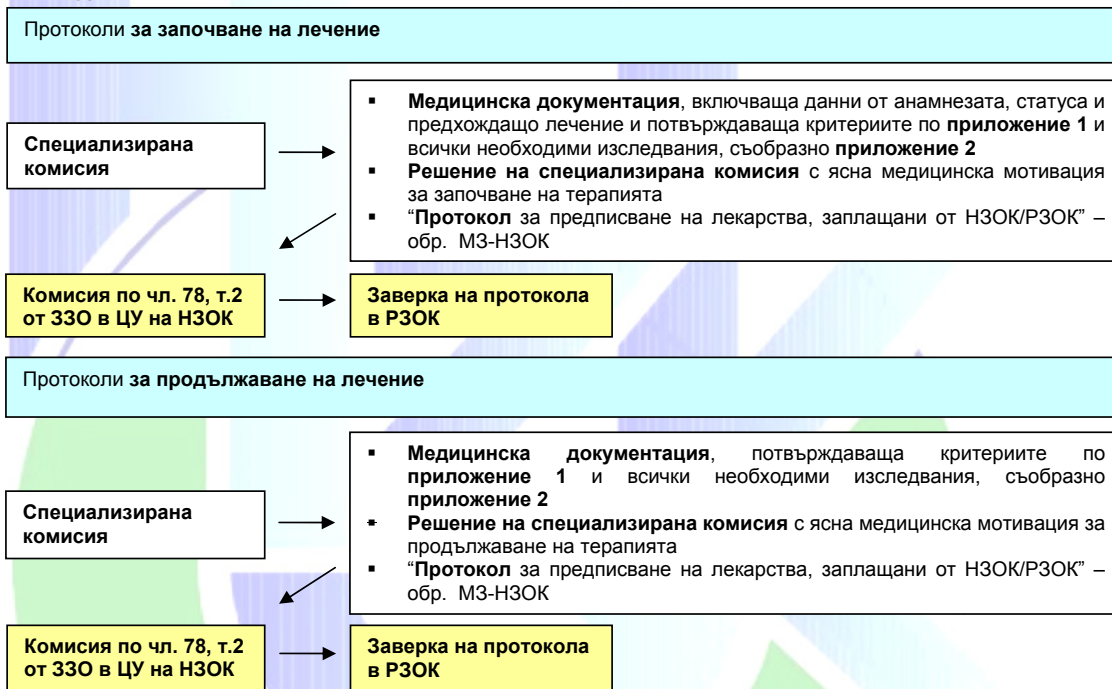 Протоколи за започване на лечение
Специализирана
комисия
▪ Медицинска документация, включваща данни от анамнезата, статуса и
предхождащо лечение и потвърждаваща критериите по приложение 1 и
всички необходими изследвания, съобразно приложение 2
▪ Решение на специализирана комисия с ясна медицинска мотивация
за започване на терапията
▪ “Протокол за предписване на лекарства, заплащани от НЗОК/РЗОК” –
обр. МЗ-НЗОК
Комисия по чл. 78, т.2
от ЗЗО в ЦУ на НЗОК
Заверка на протокола
в РЗОК
Протоколи за продължаване на лечение
Специализирана
комисия
▪ Медицинска документация, потвърждаваща критериите по
приложение 1 и всички необходими изследвания, съобразно
приложение 2
▪ Решение на специализирана комисия с ясна медицинска мотивация за
продължаване на терапията
▪ “Протокол за предписване на лекарства, заплащани от НЗОК/РЗОК” –
обр. МЗ-НЗОК
Комисия по чл. 78, т.2
от ЗЗО в ЦУ на НЗОК
Заверка на протокола
в РЗОК